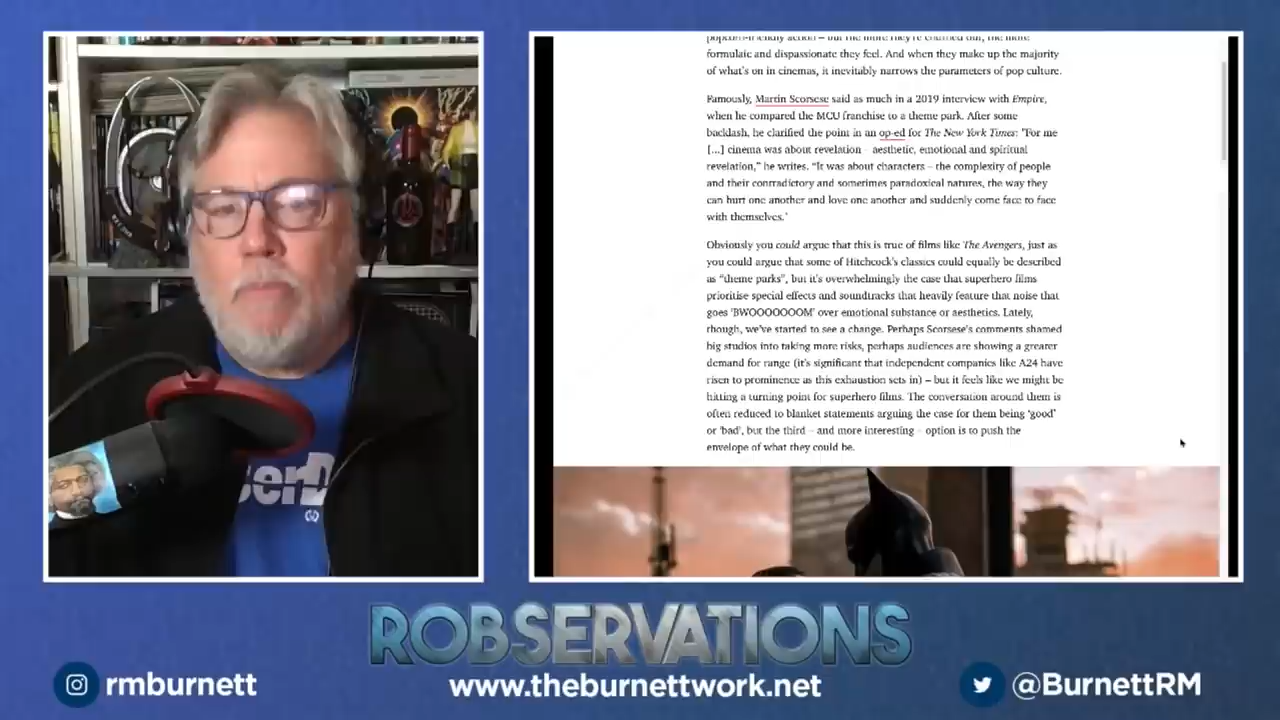 popcorn-friendly action – but the more they're churned out, the more
formulaic and dispassionate they feel. And when they make up the majority
of what's on in cinemas, it inevitably narrows the parameters of pop culture.
Famously, Martin Scorsese said as much in a 2019 interview with Empire,
when he compared the MCU franchise to a theme park. After some
backlash, he clarified the point in an op-ed for The New York Times: "For me
[...] cinema was about revelation – aesthetic, emotional and spiritual
revelation," he writes. "It was about characters – the complexity of people
and their contradictory and sometimes paradoxical natures, the way they
can hurt one another and love one another and suddenly come face to face
with themselves."
Obviously you could argue that this is true of films like The Avengers, just as
you could argue that some of Hitchcock's classics could equally be described
as "theme parks", but it's overwhelmingly the case that superhero films
prioritise special effects and soundtracks that heavily feature that noise that
goes 'BWOOOOOOM' over emotional substance or aesthetics. Lately,
though, we've started to see a change. Perhaps Scorsese's comments shamed
big studios into taking more risks, perhaps audiences are showing a greater
demand for range (it's significant that independent companies like A24 have
risen to prominence as this exhaustion sets in) – but it feels like we might be
hitting a turning point for superhero films. The conversation around them is
often reduced to blanket statements arguing the case for them being 'good'
or 'bad', but the third – and more interesting – option is to push the
envelope of what they could be.
ROBSERVATIONS
rmburnett
www.theburnettwork.net
@BurnettRM